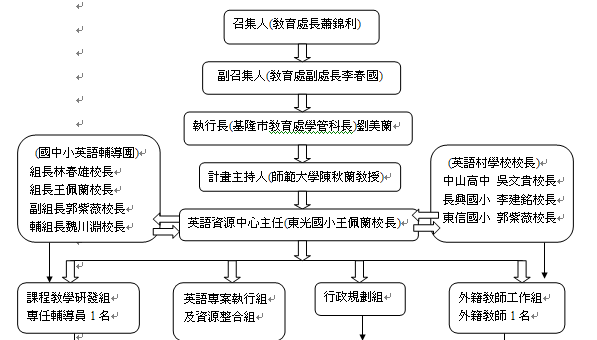 召集人(教育處長蕭錦利)
副召集人(教育處副處長李春國)
執行長(基隆市教育處學管科長)劉美蘭
(國中小英語輔導團)
組長林春雄校長
組長王佩蘭校長
副組長郭紫薇校長
輔組長魏川淵校長
計畫主持人(師範大學陳秋蘭教授)
(英語村學校校長)
中山高中 吳文貴校長
長興國小 李建銘校長
東信國小 郭紫薇校長
英語資源中心主任(東光國小王佩蘭校長)
課程教學研發組
專任輔導員 1 名
英語專案執行組
及資源整合組
行政規劃組
外籍教師工作組
外籍教師 1 名